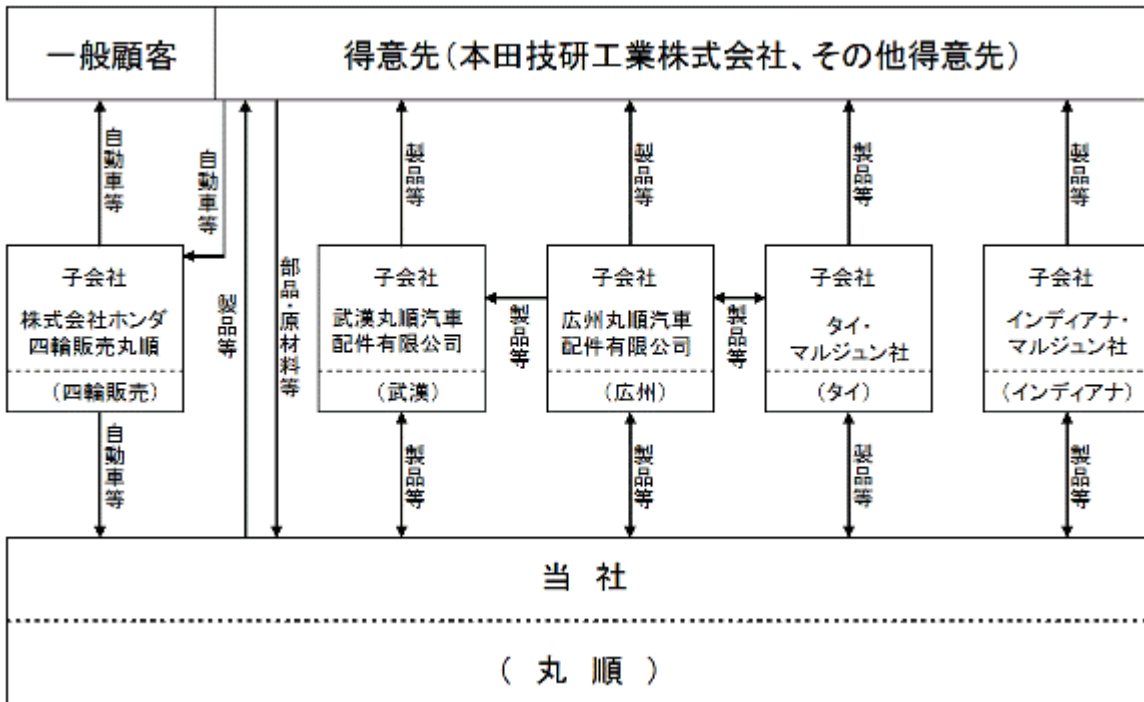 一般顧客
得意先（本田技研工業株式会社、その他得意先）
自動車等
自動車等
製品等
製品等
製品等
製品等
子会社
株式会社ホンダ
四輪販売丸順
（四輪販売）
製品等
部品・原材料等
子会社
武漢丸順汽車
配件有限公司
（武漢）
製品等
子会社
広州丸順汽車
配件有限公司
（広州）
製品等
子会社
タイ・
マルジュン社
（タイ）
子会社
インディアナ・
マルジュン社
（インディアナ）
自動車等
製品等
製品等
製品等
製品等
当　社
（　丸　順　）